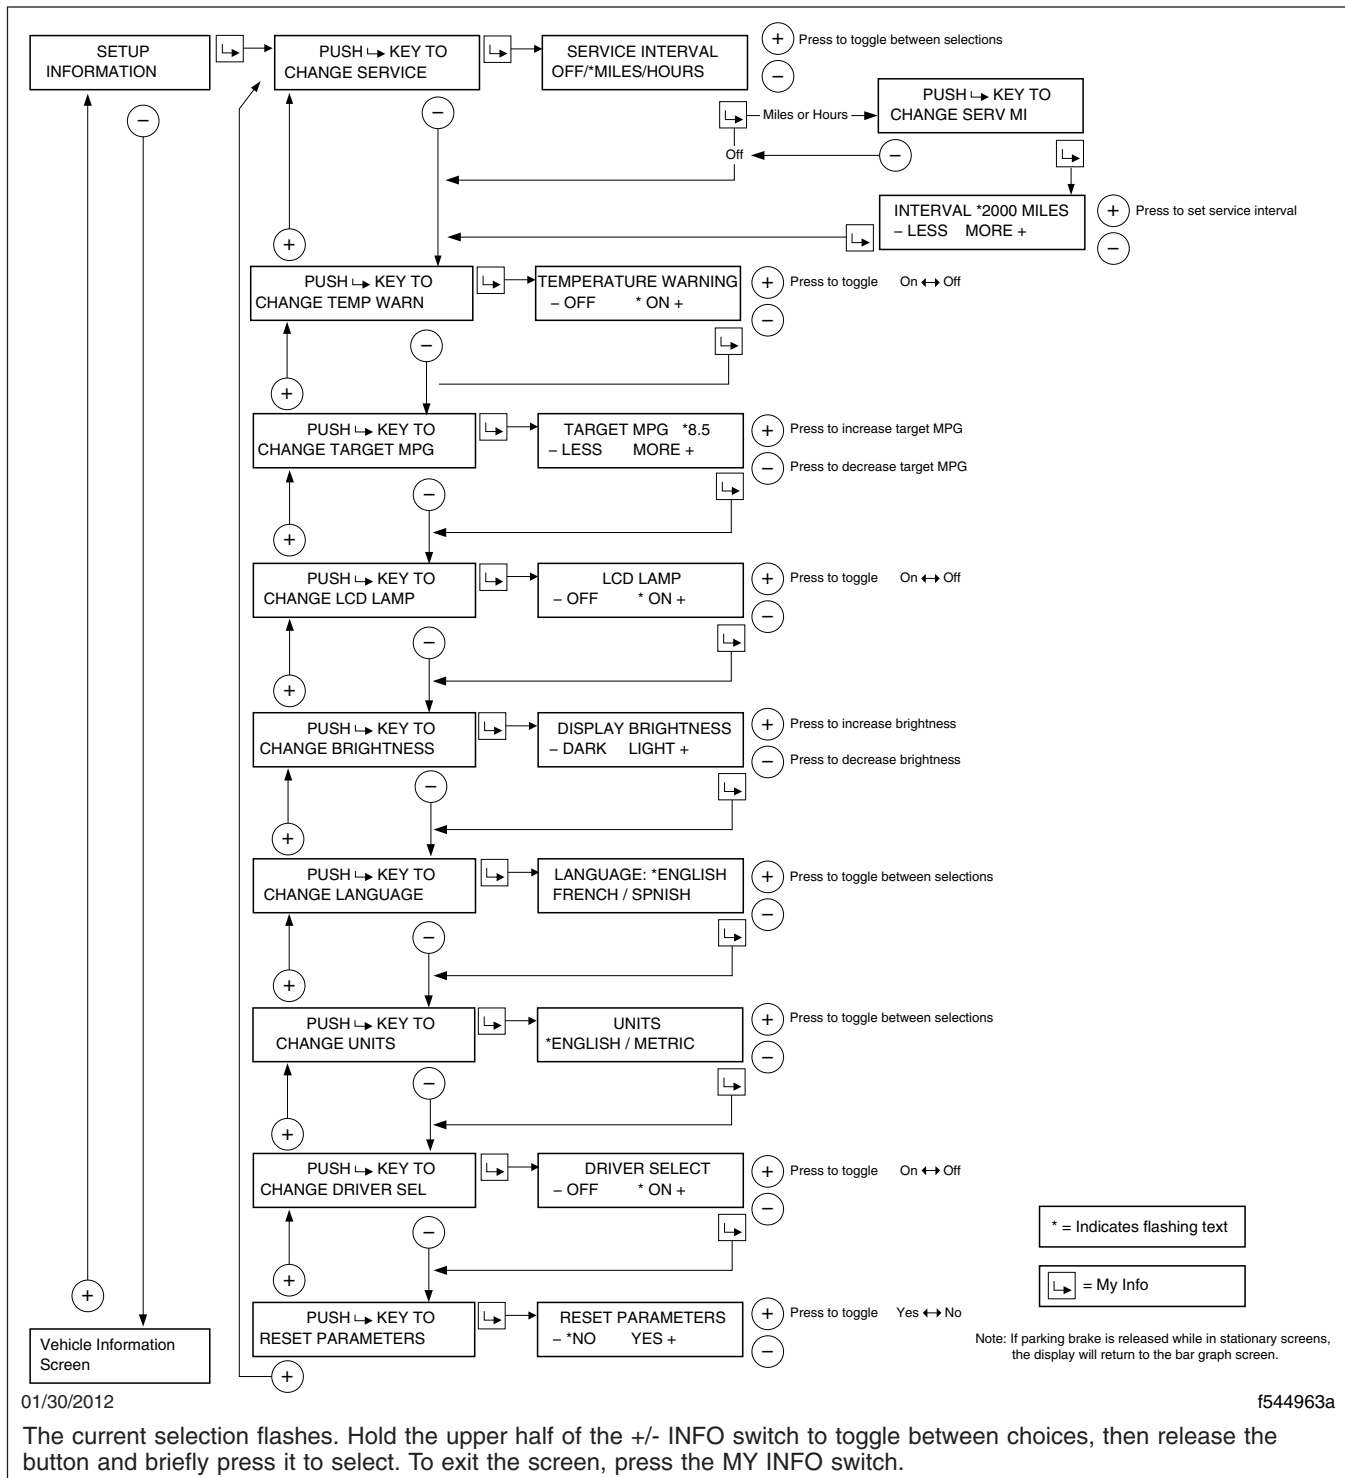 SETUP
INFORMATION
PUSH KEY TO
CHANGE SERVICE
SERVICE INTERVAL
OFF/*MILES/HOURS
+ Press to toggle between selections
−
−
−
Miles or Hours
PUSH KEY TO
CHANGE SERV MI
Off
−
INTERVAL *2000 MILES
– LESS MORE +
+ Press to set service interval
−
+
PUSH KEY TO
CHANGE TEMP WARN
TEMPERATURE WARNING
– OFF * ON +
+ Press to toggle On ↔ Off
−
−
+
PUSH KEY TO
CHANGE TARGET MPG
TARGET MPG *8.5
– LESS MORE +
+ Press to increase target MPG
− Press to decrease target MPG
−
+
PUSH KEY TO
CHANGE LCD LAMP
LCD LAMP
– OFF * ON +
+ Press to toggle On ↔ Off
−
−
+
PUSH KEY TO
CHANGE BRIGHTNESS
DISPLAY BRIGHTNESS
– DARK LIGHT +
+ Press to increase brightness
− Press to decrease brightness
−
+
PUSH KEY TO
CHANGE LANGUAGE
LANGUAGE: *ENGLISH
FRENCH / SPNISH
+ Press to toggle between selections
−
−
+
PUSH KEY TO
CHANGE UNITS
UNITS
*ENGLISH / METRIC
+ Press to toggle between selections
−
−
+
PUSH KEY TO
CHANGE DRIVER SEL
DRIVER SELECT
– OFF * ON +
+ Press to toggle On ↔ Off
−
−
+
* = Indicates flashing text
= My Info
+
PUSH KEY TO
RESET PARAMETERS
RESET PARAMETERS
– *NO YES +
+ Press to toggle Yes ↔ No
−
Vehicle Information
Screen
+
Note: If parking brake is released while in stationary screens,
the display will return to the bar graph screen.
01/30/2012
f544963a
The current selection flashes. Hold the upper half of the +/- INFO switch to toggle between choices, then release the
button and briefly press it to select. To exit the screen, press the MY INFO switch.